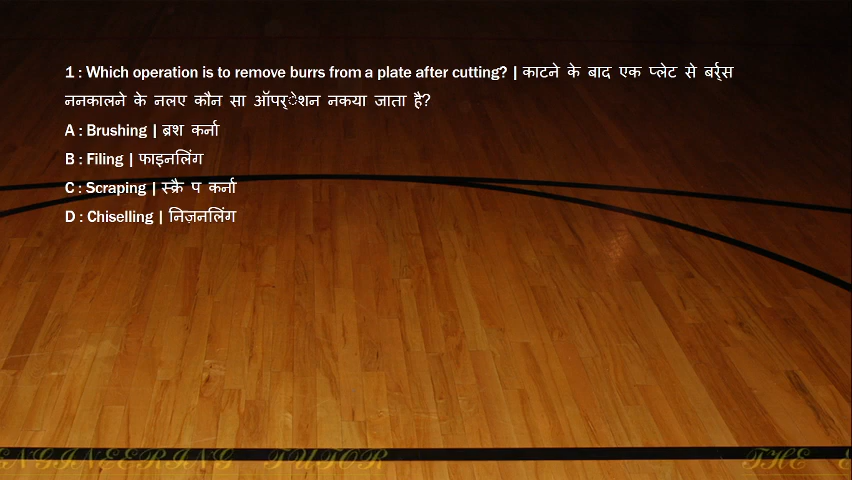 1 : Which operation is to remove burrs from a plate after cutting? | काटने के बाद एक प्लेट से बर्र्स
ननकालने के नलए कौन सा ऑपर्ेशन नकया जाता है?
A : Brushing | ब्रश कर्ना
B : Filing | फाइनलिंग
C : Scraping | स्क्रै प कर्ना
D : Chiselling | निज़नलिंग
ENGINEERING TUTOR THE E